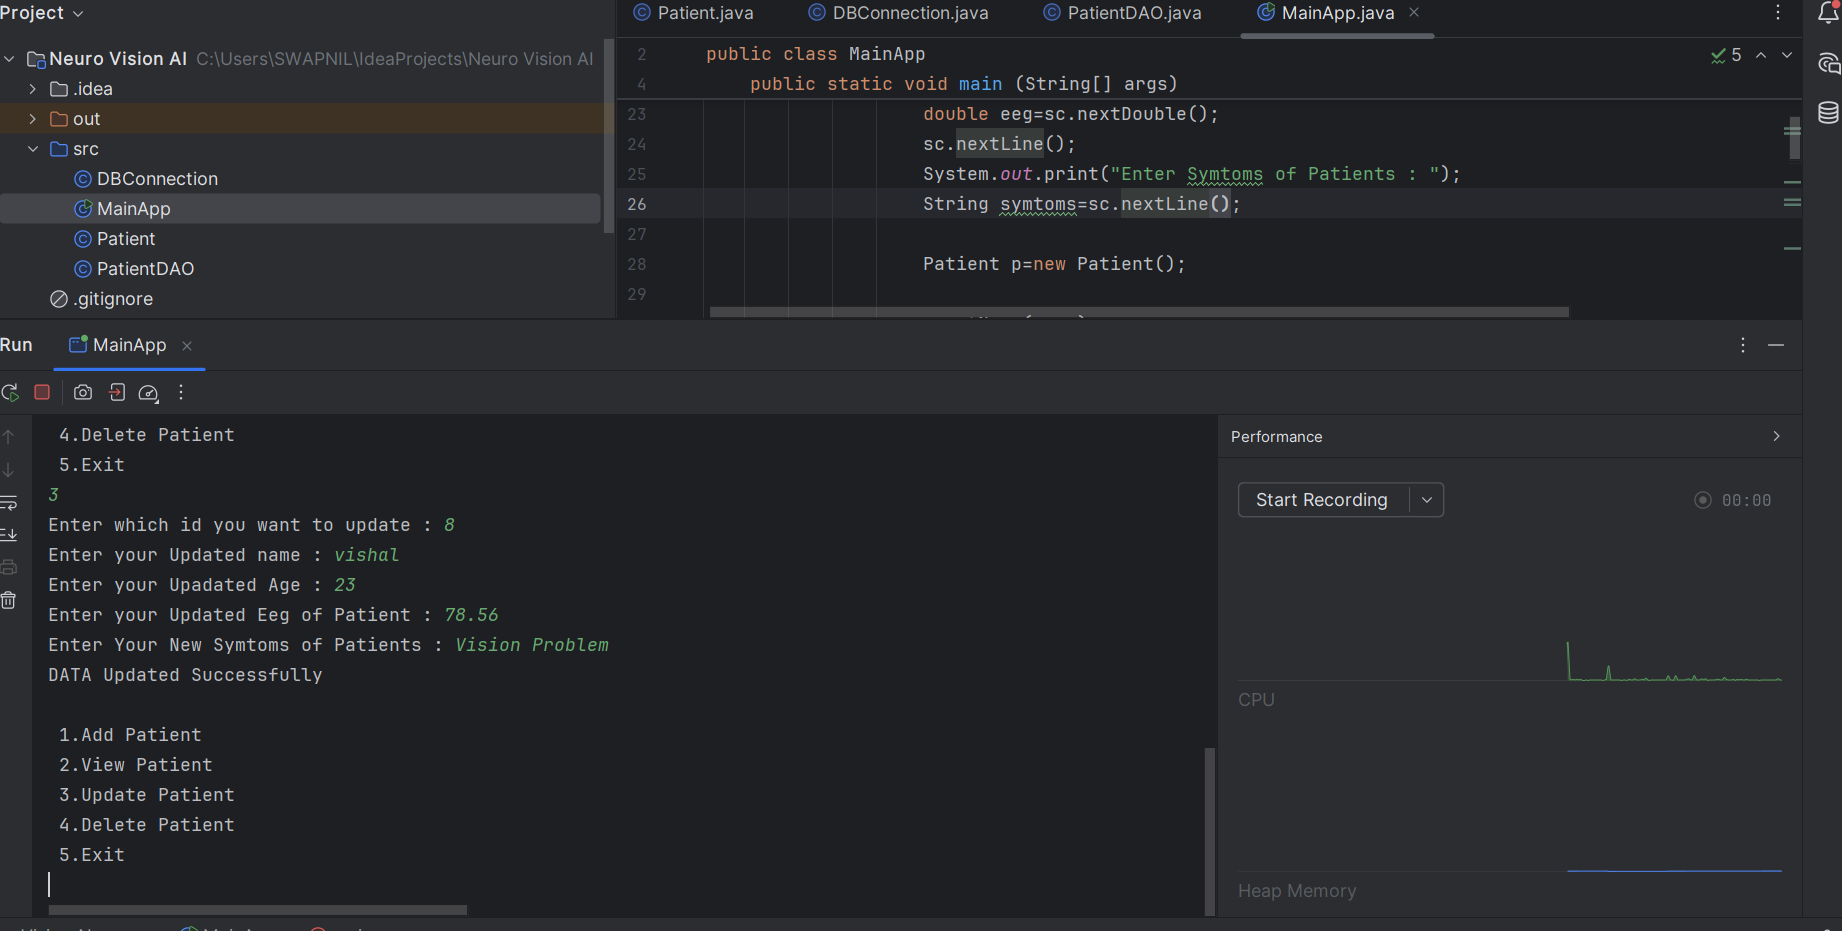 Project
Neuro Vision AI C:\Users\SWAPNIL\IdeaProjects\Neuro Vision AI
.idea
out
src
DBConnection
MainApp
Patient
PatientDAO
.gitignore
Patient.java DBConnection.java PatientDAO.java MainApp.java
2 public class MainApp
4 public static void main (String[] args)
23 double eeg=sc.nextDouble();
24 sc.nextLine();
25 System.out.print("Enter Symtoms of Patients : ");
26 String symtoms=sc.nextLine();
27
28 Patient p=new Patient();
29
5
Run MainApp
4.Delete Patient
5.Exit
3
Enter which id you want to update : 8
Enter your Updated name : vishal
Enter your Upadated Age : 23
Enter your Updated Eeg of Patient : 78.56
Enter Your New Symtoms of Patients : Vision Problem
DATA Updated Successfully
1.Add Patient
2.View Patient
3.Update Patient
4.Delete Patient
5.Exit
Performance
Start Recording 00:00
CPU
Heap Memory